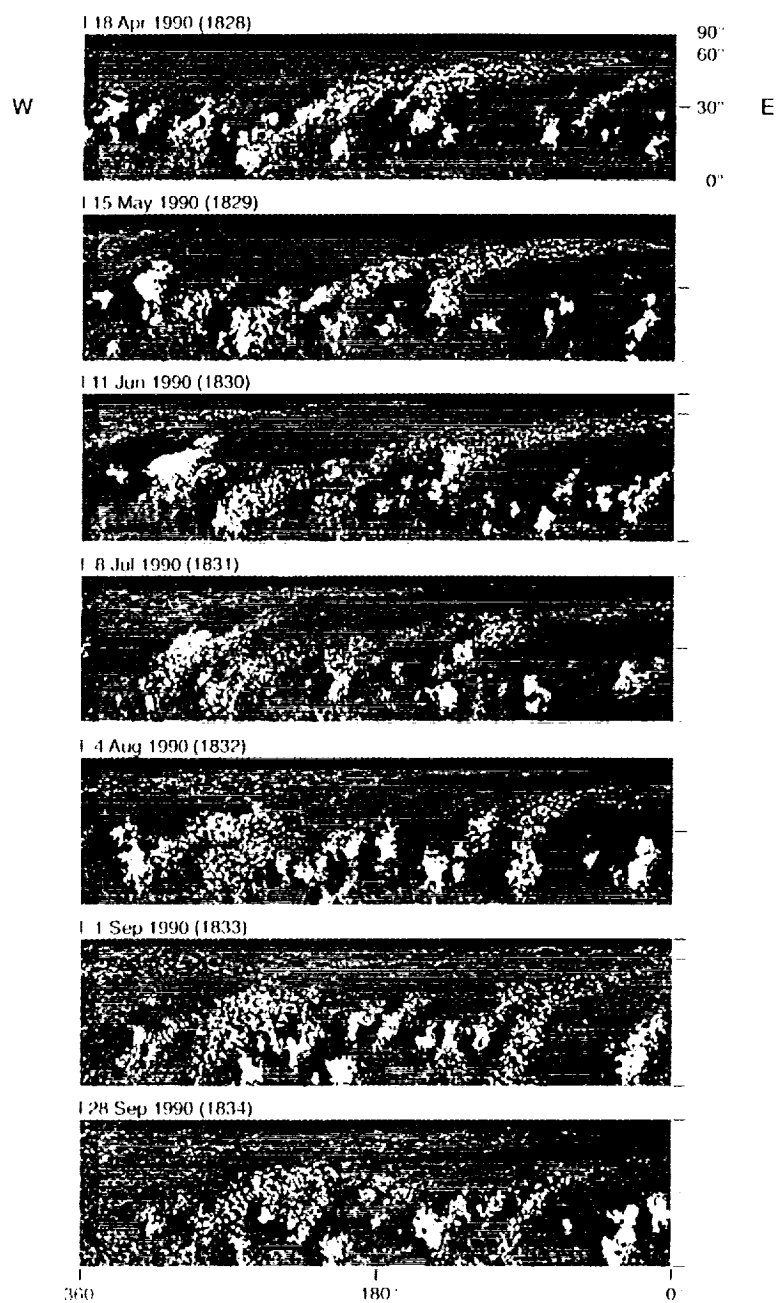 18 Apr 1990 (1828)
90°
60°
W
30°
E
0°
15 May 1990 (1829)
11 Jun 1990 (1830)
8 Jul 1990 (1831)
4 Aug 1990 (1832)
1 Sep 1990 (1833)
28 Sep 1990 (1834)
360° 180° 0°